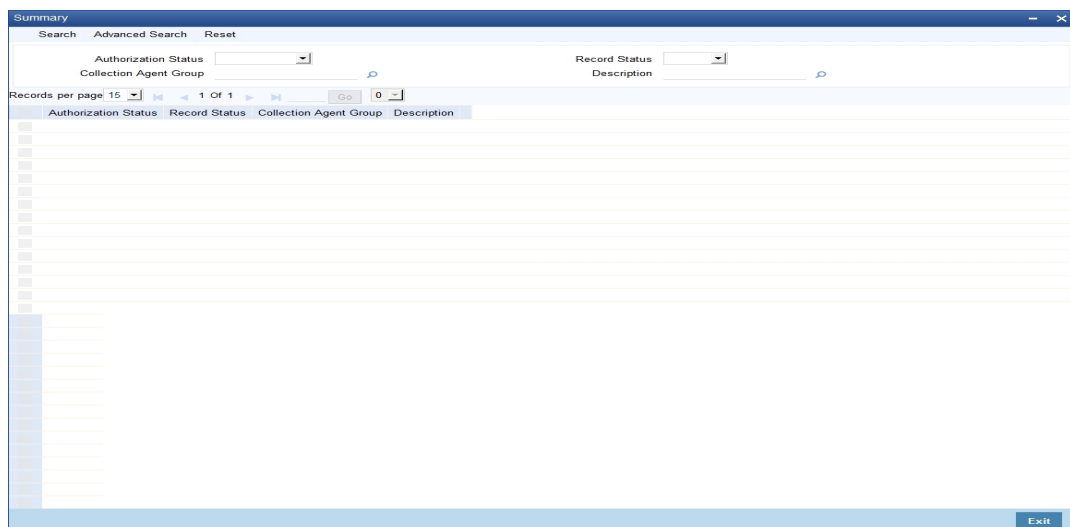 Summary
Search Advanced Search Reset
Authorization Status Record Status
Collection Agent Group Description
Records per page 15 1 Of 1 Go 0
Authorization Status Record Status Collection Agent Group Description
Exit